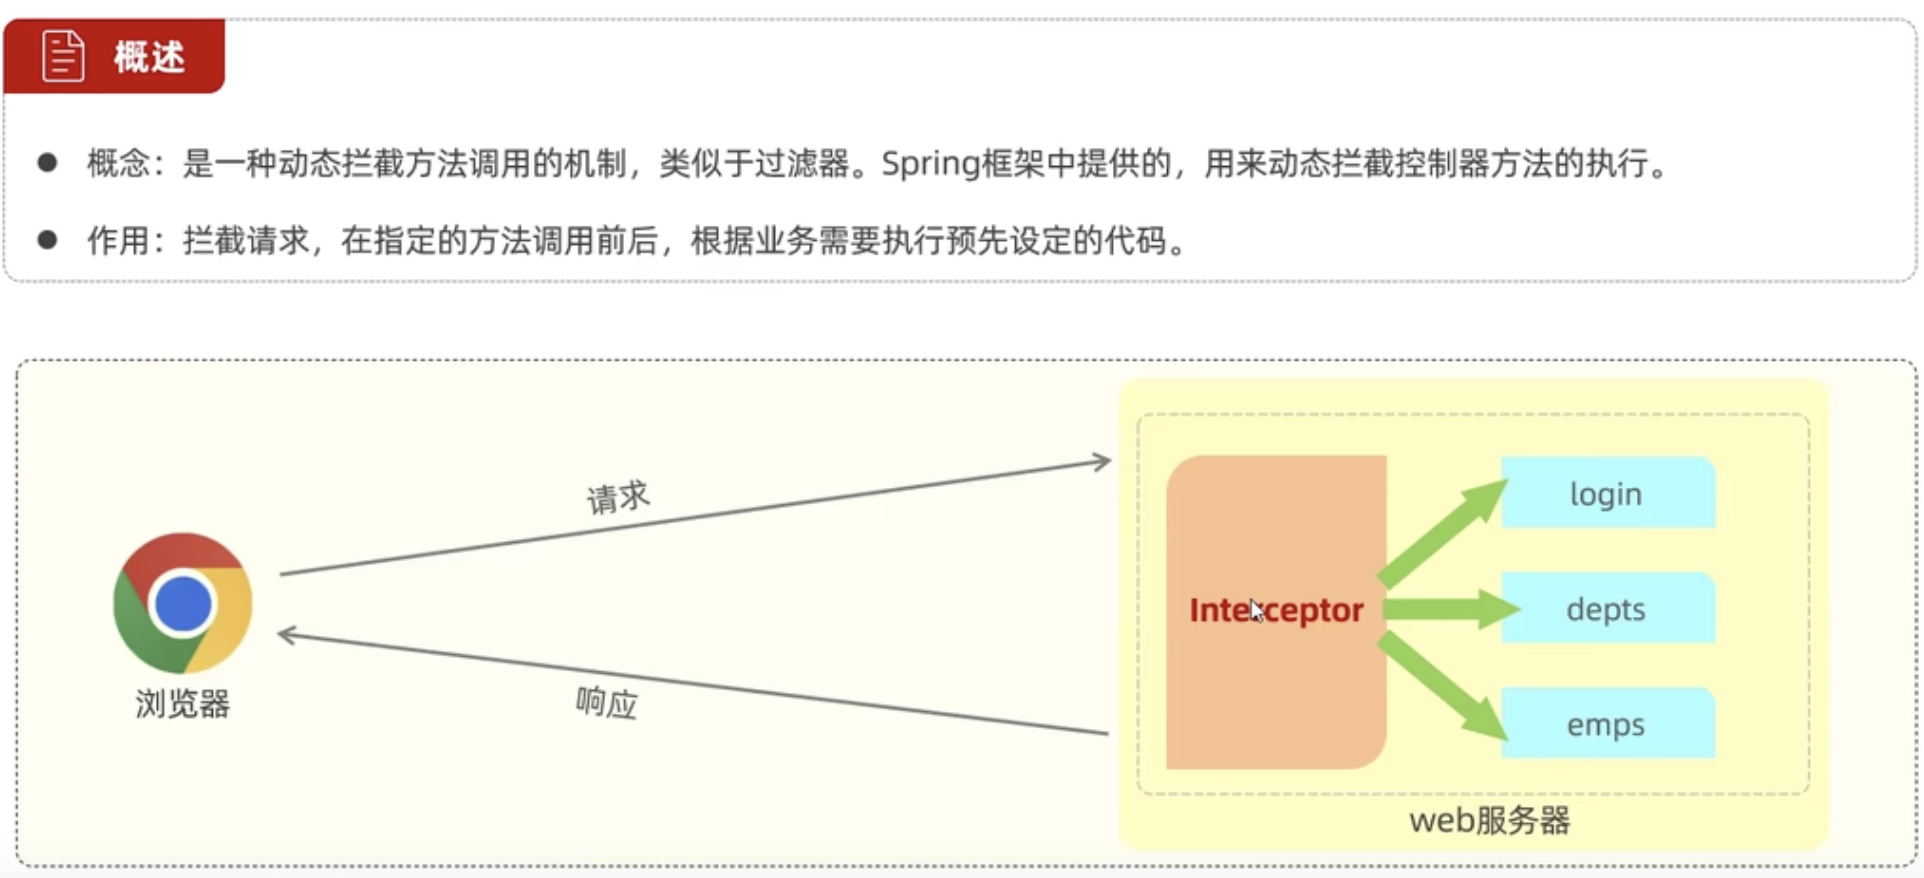 概述
● 概念：是一种动态拦截方法调用的机制，类似于过滤器。Spring框架中提供的，用来动态拦截控制器方法的执行。
● 作用：拦截请求，在指定的方法调用前后，根据业务需要执行预先设定的代码。
请求
login
Interceptor
depts
浏览器
响应
emps
web服务器